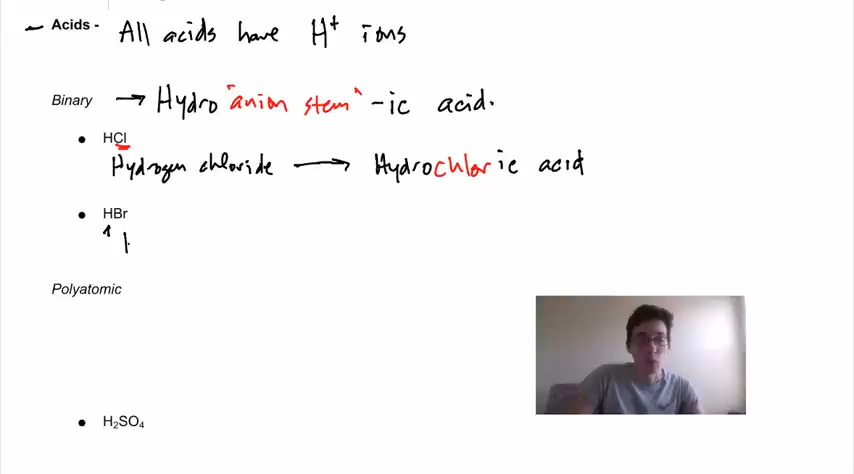 Acids - All acids have H⁺ ions
Binary → Hydro "anion stem" -ic acid.
• HCl
Hydrogen chloride → Hydrochloric acid
• HBr
Polyatomic
• H₂SO₄